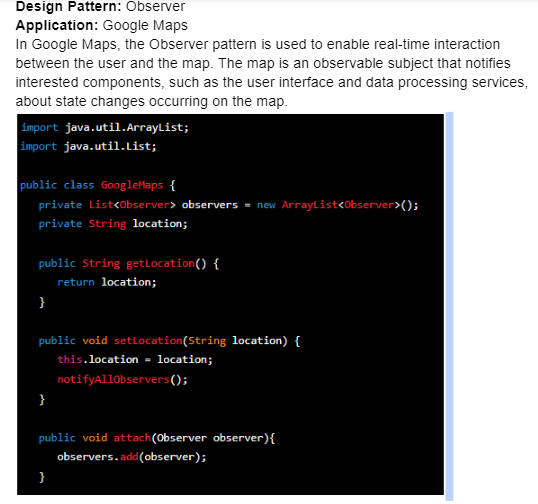 Design Pattern: Observer
Application: Google Maps
In Google Maps, the Observer pattern is used to enable real-time interaction
between the user and the map. The map is an observable subject that notifies
interested components, such as the user interface and data processing services,
about state changes occurring on the map.
import java.util.ArrayList;
import java.util.List;
public class GoogleMaps {
private List<Observer> observers = new ArrayList<Observer>();
private String location;
public String getLocation() {
return location;
}
public void setLocation(String location) {
this.location = location;
notifyAllObservers();
}
public void attach(Observer observer){
observers.add(observer);
}